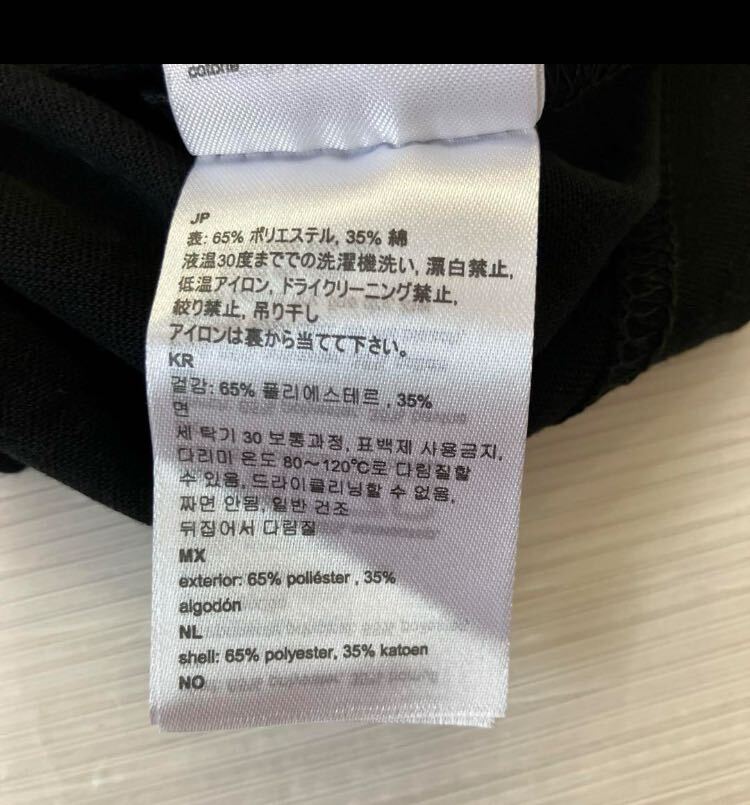 JP
表: 65% ポリエステル, 35% 綿
液温30度まででの洗濯機洗い, 漂白禁止,
低温アイロン, ドライクリーニング禁止,
絞り禁止, 吊り干し
アイロンは裏から当てて下さい。
KR
겉감: 65% 폴리에스테르 , 35%
면
세 탁기 30 보통과정, 표백제 사용금지,
다리미 온도 80～120℃로 다림질할
수 있음, 드라이클리닝할 수 없음,
짜면 안됨, 일반 건조
뒤집어서 다림질
MX
exterior: 65% poliéster , 35%
algodón
NL
shell: 65% polyester, 35% katoen
NO